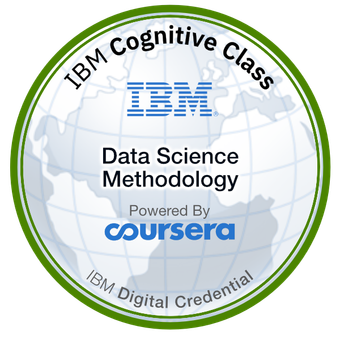 IBM Cognitive Class
IBM
Data Science
Methodology
Powered By
coursera
IBM Digital Credential